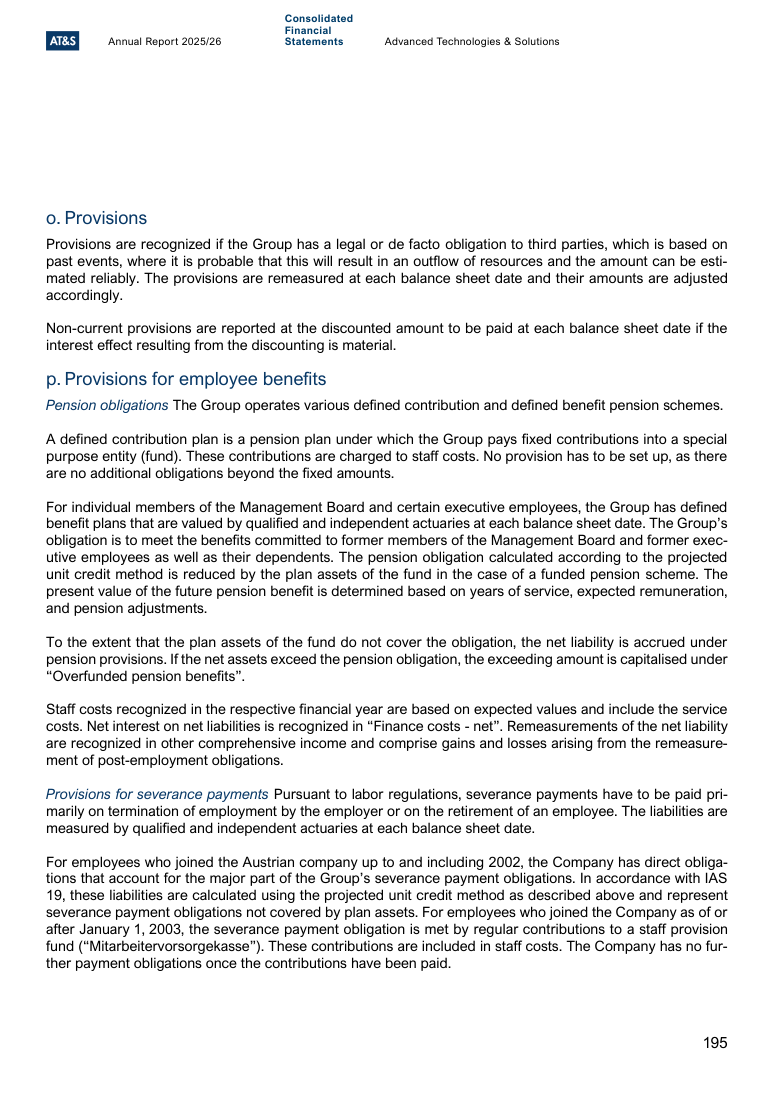 AT&S
Annual Report 2025/26
Consolidated
Financial
Statements
Advanced Technologies & Solutions
o. Provisions
Provisions are recognized if the Group has a legal or de facto obligation to third parties, which is based on
past events, where it is probable that this will result in an outflow of resources and the amount can be esti-
mated reliably. The provisions are remeasured at each balance sheet date and their amounts are adjusted
accordingly.
Non-current provisions are reported at the discounted amount to be paid at each balance sheet date if the
interest effect resulting from the discounting is material.
p. Provisions for employee benefits
Pension obligations The Group operates various defined contribution and defined benefit pension schemes.
A defined contribution plan is a pension plan under which the Group pays fixed contributions into a special
purpose entity (fund). These contributions are charged to staff costs. No provision has to be set up, as there
are no additional obligations beyond the fixed amounts.
For individual members of the Management Board and certain executive employees, the Group has defined
benefit plans that are valued by qualified and independent actuaries at each balance sheet date. The Group's
obligation is to meet the benefits committed to former members of the Management Board and former exec-
utive employees as well as their dependents. The pension obligation calculated according to the projected
unit credit method is reduced by the plan assets of the fund in the case of a funded pension scheme. The
present value of the future pension benefit is determined based on years of service, expected remuneration,
and pension adjustments.
To the extent that the plan assets of the fund do not cover the obligation, the net liability is accrued under
pension provisions. If the net assets exceed the pension obligation, the exceeding amount is capitalised under
“Overfunded pension benefits”.
Staff costs recognized in the respective financial year are based on expected values and include the service
costs. Net interest on net liabilities is recognized in “Finance costs - net”. Remeasurements of the net liability
are recognized in other comprehensive income and comprise gains and losses arising from the remeasure-
ment of post-employment obligations.
Provisions for severance payments Pursuant to labor regulations, severance payments have to be paid pri-
marily on termination of employment by the employer or on the retirement of an employee. The liabilities are
measured by qualified and independent actuaries at each balance sheet date.
For employees who joined the Austrian company up to and including 2002, the Company has direct obliga-
tions that account for the major part of the Group's severance payment obligations. In accordance with IAS
19, these liabilities are calculated using the projected unit credit method as described above and represent
severance payment obligations not covered by plan assets. For employees who joined the Company as of or
after January 1, 2003, the severance payment obligation is met by regular contributions to a staff provision
fund (“Mitarbeitervorsorgekasse”). These contributions are included in staff costs. The Company has no fur-
ther payment obligations once the contributions have been paid.
195